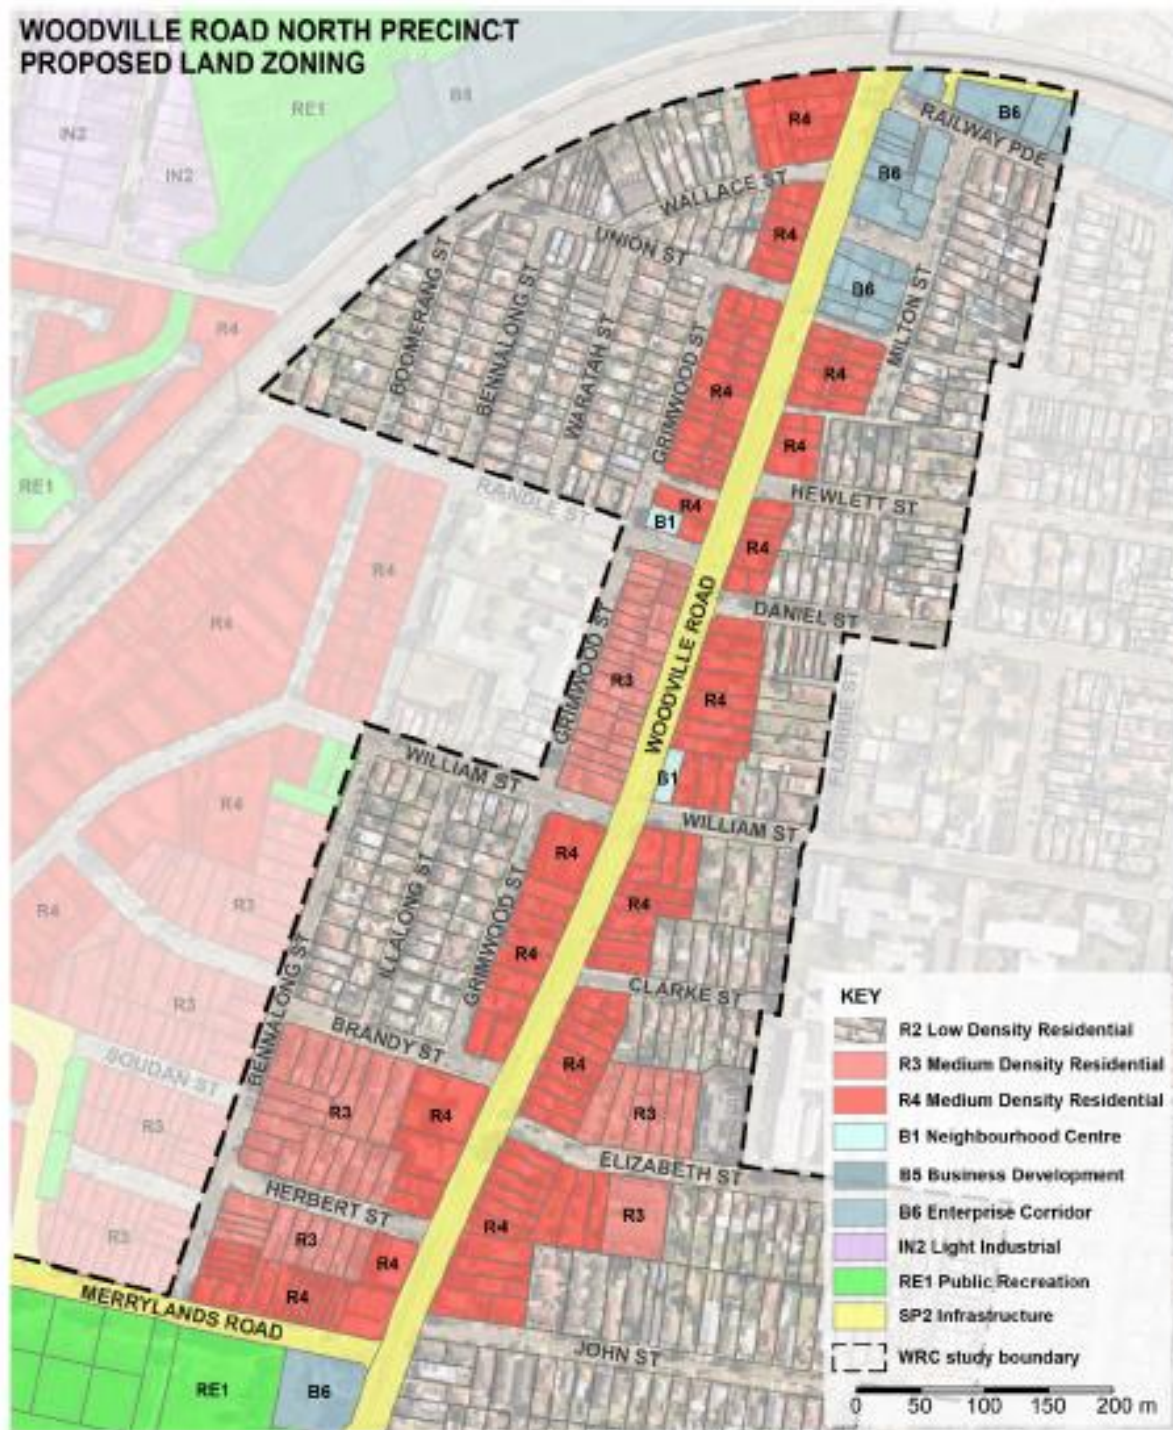 WOODVILLE ROAD NORTH PRECINCT
PROPOSED LAND ZONING
RE1
B5
IN2
IN2
R4
B6
RAILWAY PDE
B6
WALLACE ST
R4
UNION ST
B6
MILTON ST
BOOMERANG ST
BENNALONG ST
WARATAH ST
GRIMWOOD ST
R4
R4
R4
R4
RE1
RANDLE ST
R4
B1
HEWLETT ST
R4
R4
R4
DANIEL ST
GRIMWOOD ST
R3
WOODVILLE ROAD
R4
WILLIAM ST
B1
WILLIAM ST
R4
R4
R4
R3
R4
ILLALONG ST
GRIMWOOD ST
R4
R4
BENNALONG ST
R3
CLARKE ST
BRANDY ST
SOUDAN ST
R3
R3
R4
R4
R3
ELIZABETH ST
HERBERT ST
R3
R3
R4
R4
R3
R4
MERRYLANDS ROAD
JOHN ST
RE1
B6
KEY
R2 Low Density Residential
R3 Medium Density Residential
R4 Medium Density Residential
B1 Neighbourhood Centre
B5 Business Development
B6 Enterprise Corridor
IN2 Light Industrial
RE1 Public Recreation
SP2 Infrastructure
WRC study boundary
0 50 100 150 200 m